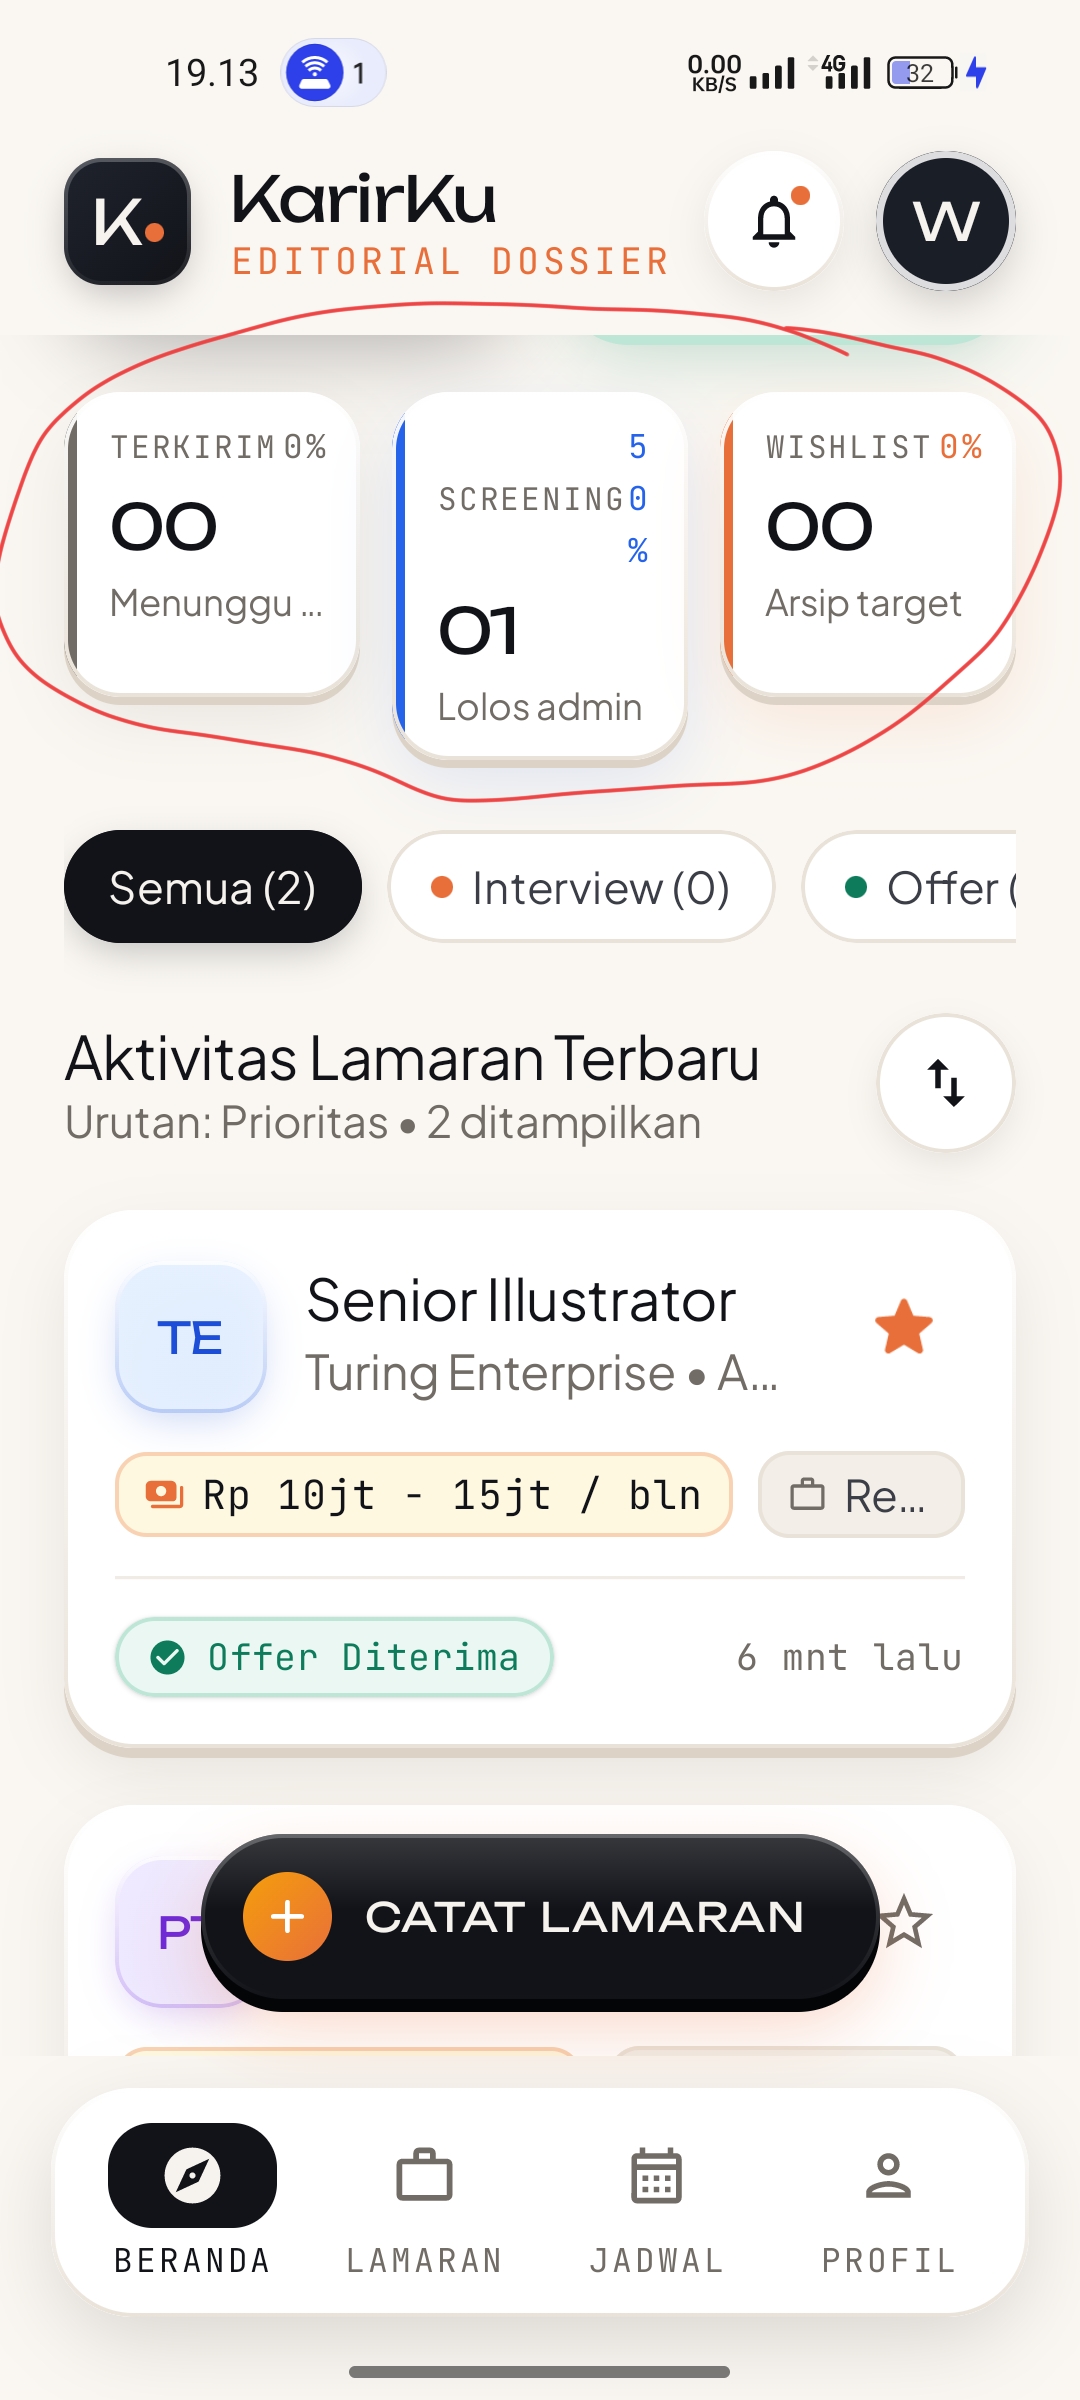 19.13
1
0.00
KB/S
4G
32
K.
KarirKu
EDITORIAL DOSSIER
W
TERKIRIM 0%
00
Menunggu ...
SCREENING 50%
01
Lolos admin
WISHLIST 0%
00
Arsip target
Semua (2)
Interview (0)
Offer (
Aktivitas Lamaran Terbaru
Urutan: Prioritas • 2 ditampilkan
TE
Senior Illustrator
Turing Enterprise • A...
Rp 10jt - 15jt / bln
Re...
Offer Diterima
6 mnt lalu
PT
CATAT LAMARAN
BERANDA
LAMARAN
JADWAL
PROFIL